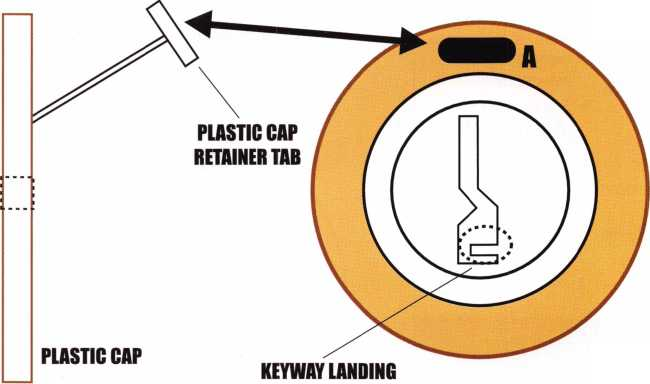 A
PLASTIC CAP
RETAINER TAB
PLASTIC CAP
KEYWAY LANDING